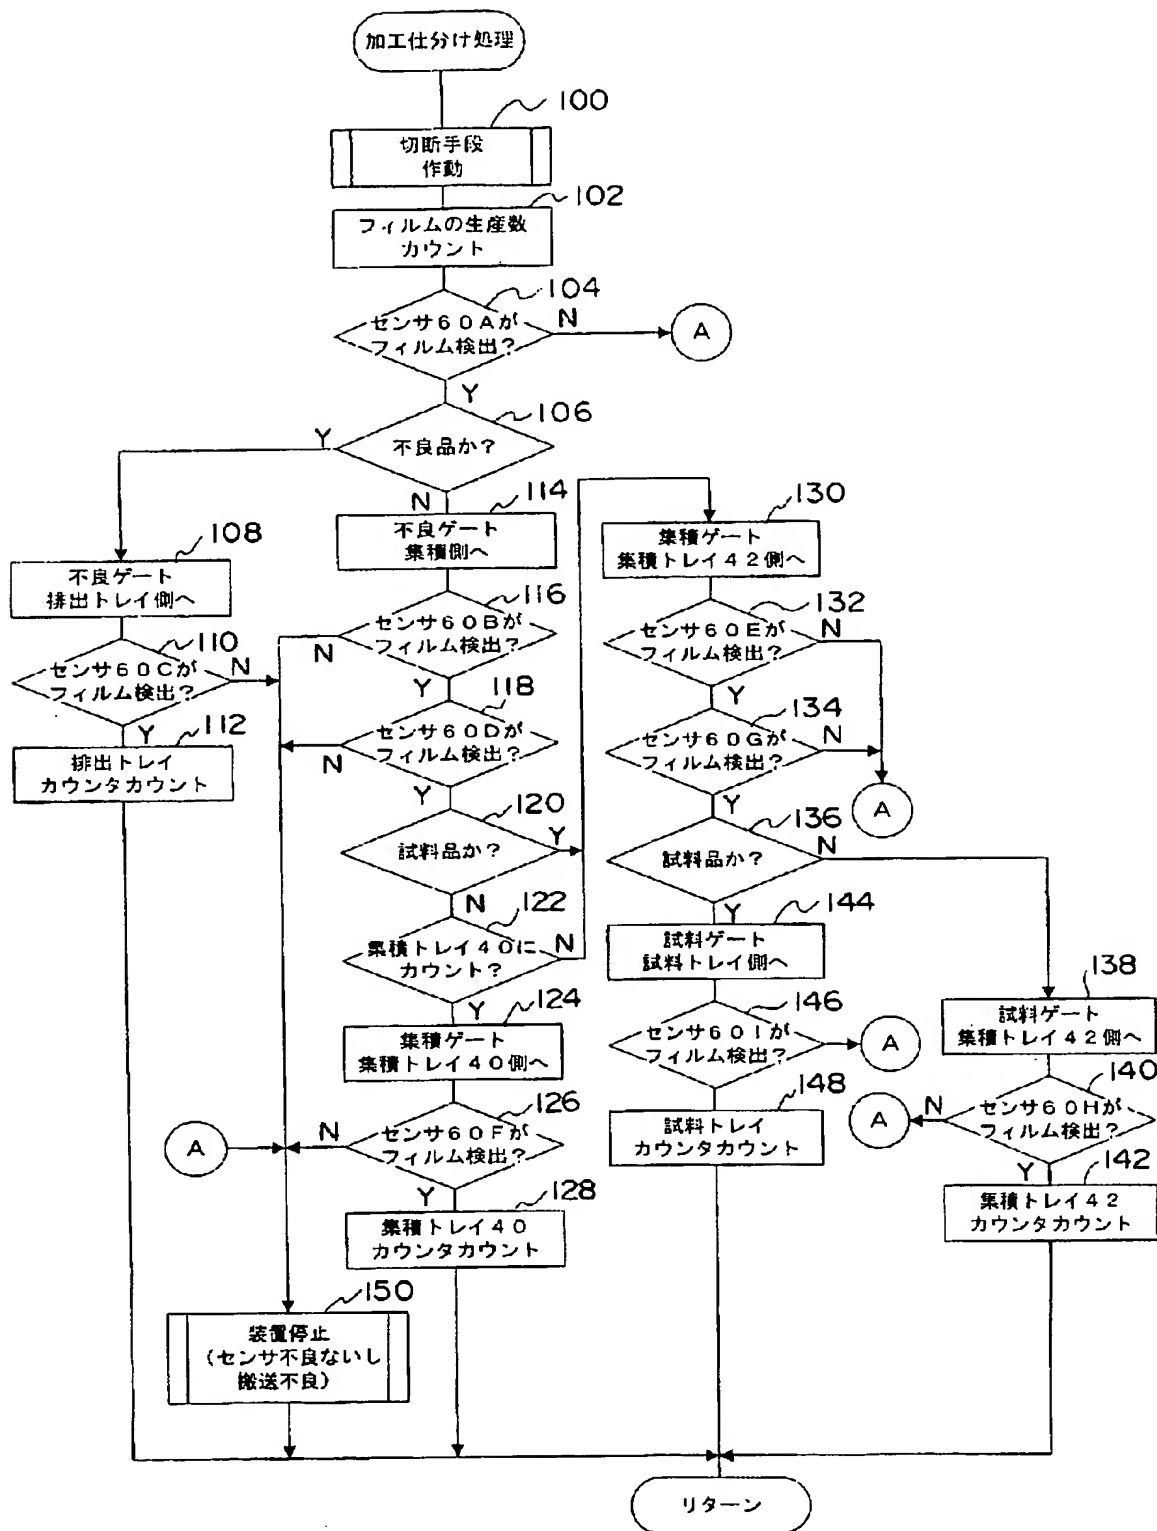 加工仕分け処理
100
切断手段
作動
102
フィルムの生産数
カウント
104
センサ60Aが
フィルム検出?
N
A
Y
106
不良品か?
Y
N
108
不良ゲート
排出トレイ側へ
110
センサ60Cが
フィルム検出?
N
Y
112
排出トレイ
カウンタカウント
114
不良ゲート
集積側へ
116
センサ60Bが
フィルム検出?
N
Y
118
センサ60Dが
フィルム検出?
N
Y
120
試料品か?
Y
N
122
集積トレイ40に
カウント?
N
Y
124
集積ゲート
集積トレイ40側へ
126
センサ60Fが
フィルム検出?
N
A
Y
128
集積トレイ40
カウンタカウント
150
装置停止
(センサ不良ないし
搬送不良)
130
集積ゲート
集積トレイ42側へ
132
センサ60Eが
フィルム検出?
N
Y
134
センサ60Gが
フィルム検出?
N
A
Y
136
試料品か?
N
Y
144
試料ゲート
試料トレイ側へ
146
センサ60Iが
フィルム検出?
A
148
試料トレイ
カウンタカウント
138
試料ゲート
集積トレイ42側へ
140
センサ60Hが
フィルム検出?
N
A
Y
142
集積トレイ42
カウンタカウント
リターン